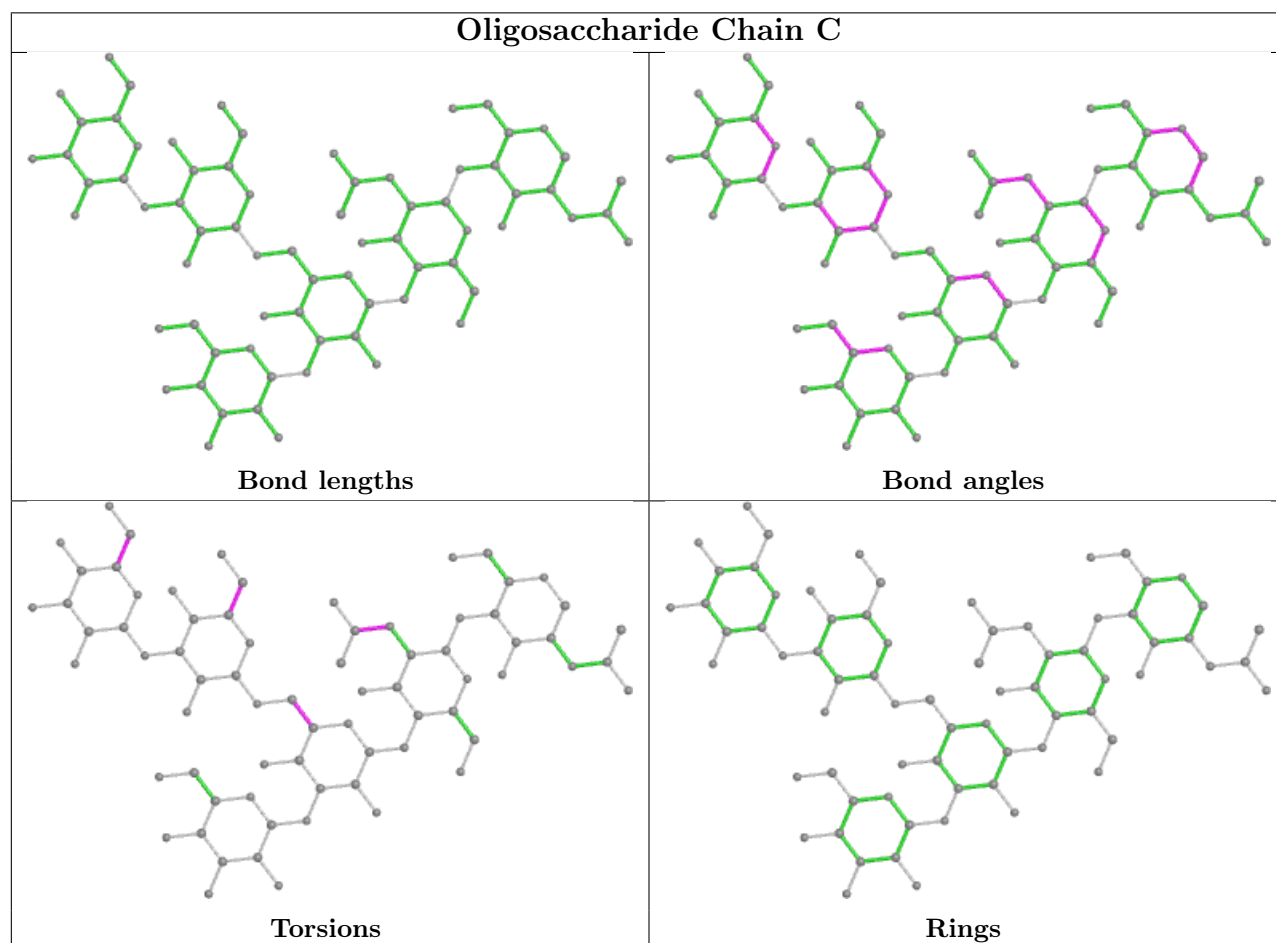 Oligosaccharide Chain C
Bond lengths
Bond angles
Torsions
Rings